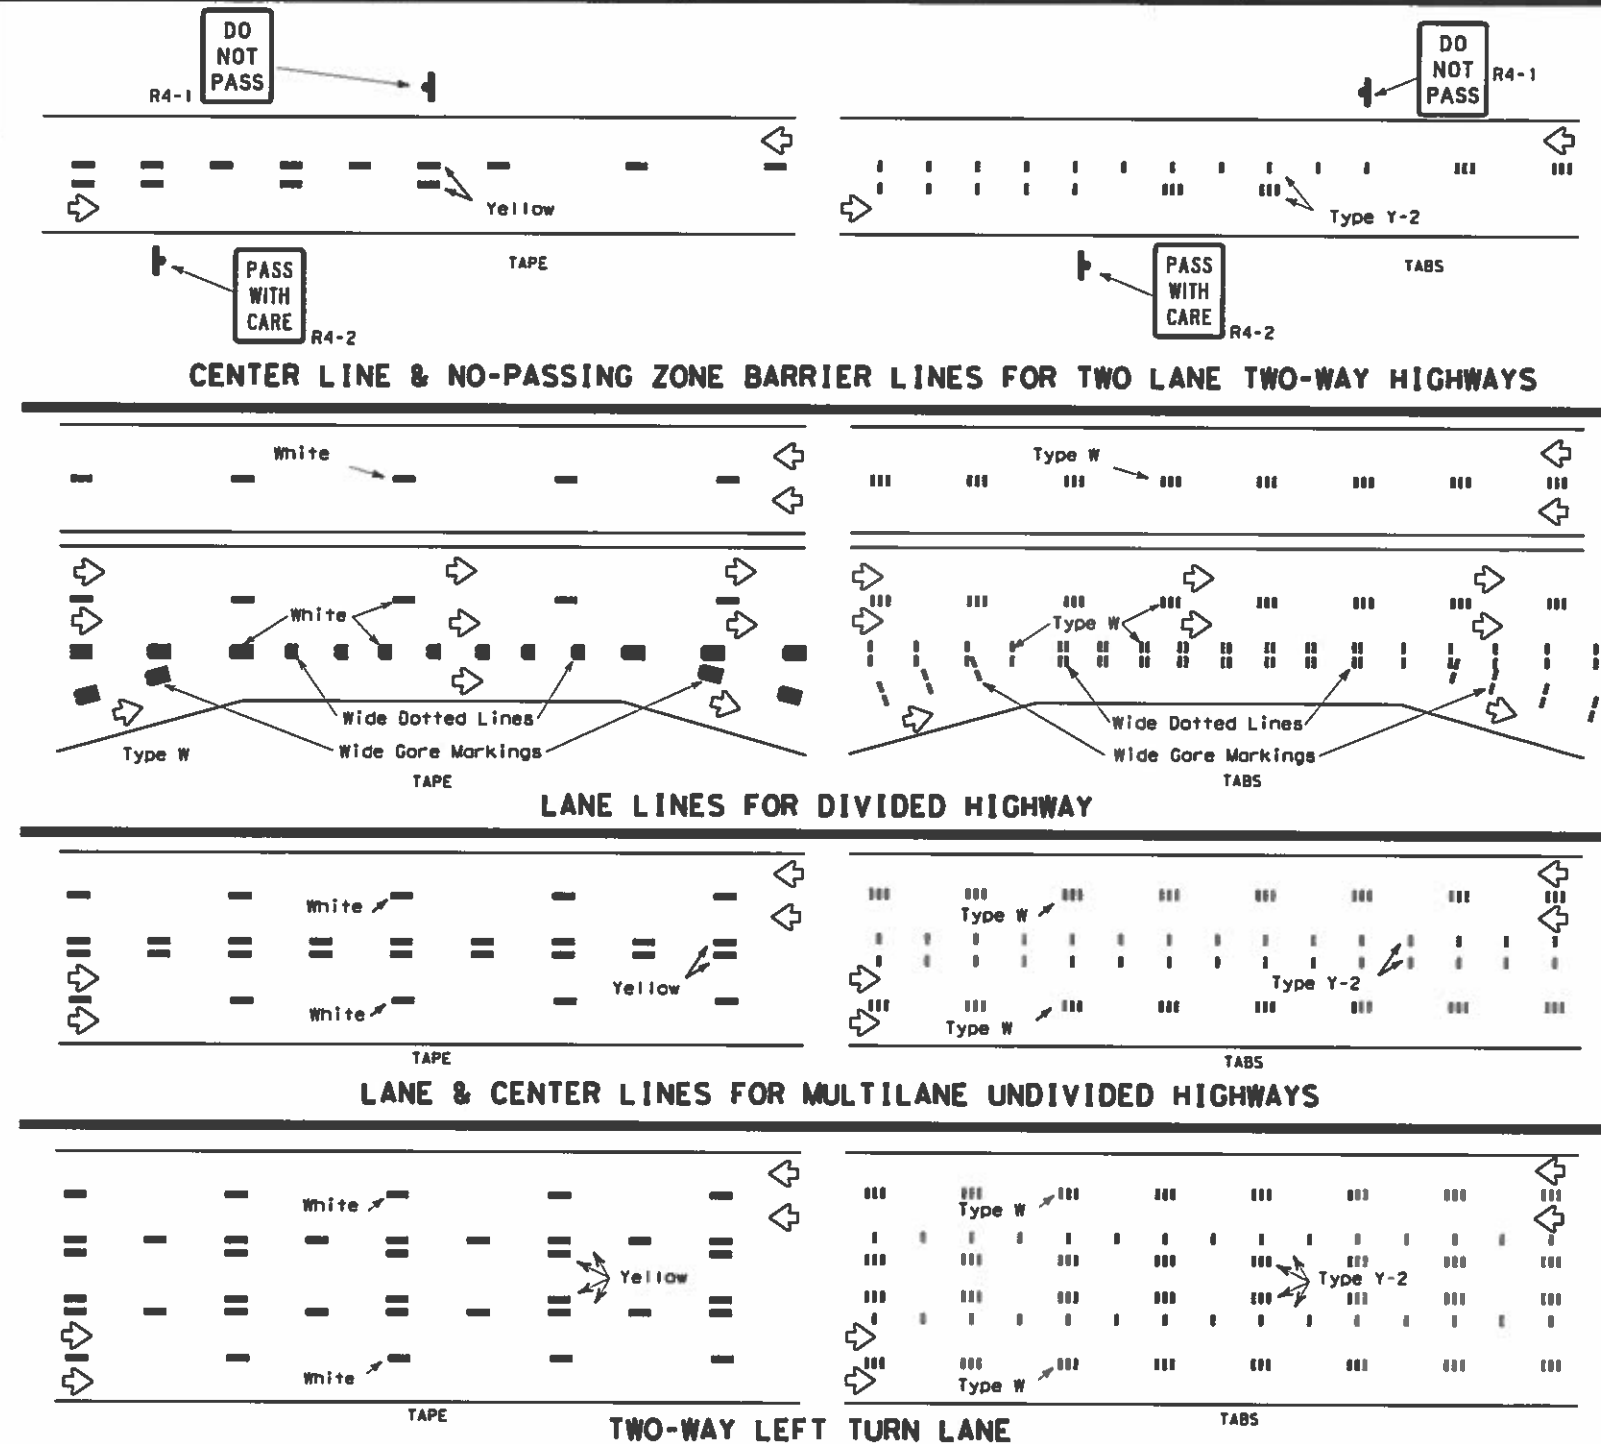 DO
NOT
PASS
R4-1
DO
NOT
PASS
R4-1
Yellow
Type Y-2
PASS
WITH
CARE
R4-2
TAPE
PASS
WITH
CARE
R4-2
TABS
CENTER LINE & NO-PASSING ZONE BARRIER LINES FOR TWO LANE TWO-WAY HIGHWAYS
White
Type W
White
Type W
Wide Dotted Lines
Wide Gore Markings
Type W
TAPE
Wide Dotted Lines
Wide Gore Markings
TABS
LANE LINES FOR DIVIDED HIGHWAY
White
Type W
Yellow
Type Y-2
White
Type W
TAPE
TABS
LANE & CENTER LINES FOR MULTILANE UNDIVIDED HIGHWAYS
White
Type W
Yellow
Type Y-2
White
Type W
TAPE
TABS
TWO-WAY LEFT TURN LANE